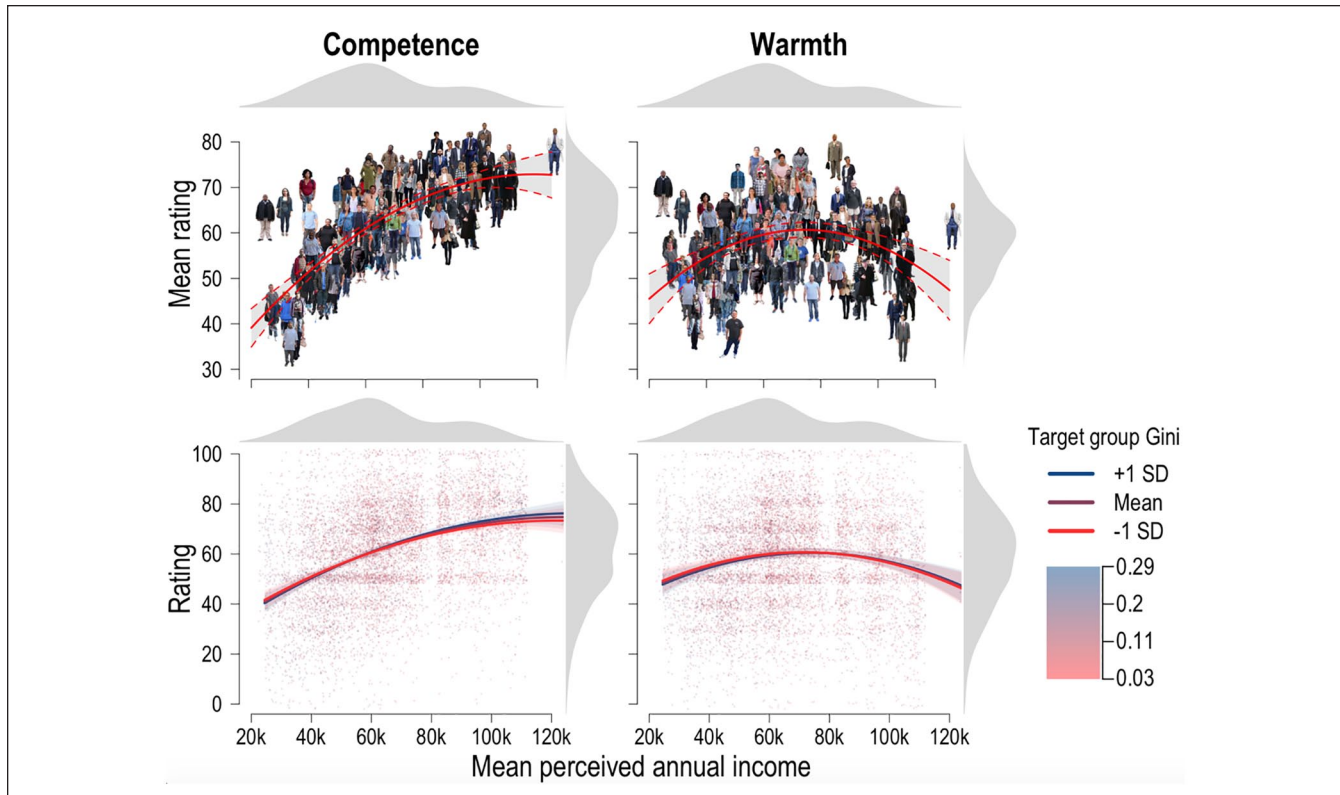 Competence
Warmth
Mean rating
80
70
60
50
40
30
Rating
100
80
60
40
20
0
20k 40k 60k 80k 100k 120k
20k 40k 60k 80k 100k 120k
Mean perceived annual income
Target group Gini
+1 SD
Mean
-1 SD
0.29
0.2
0.11
0.03